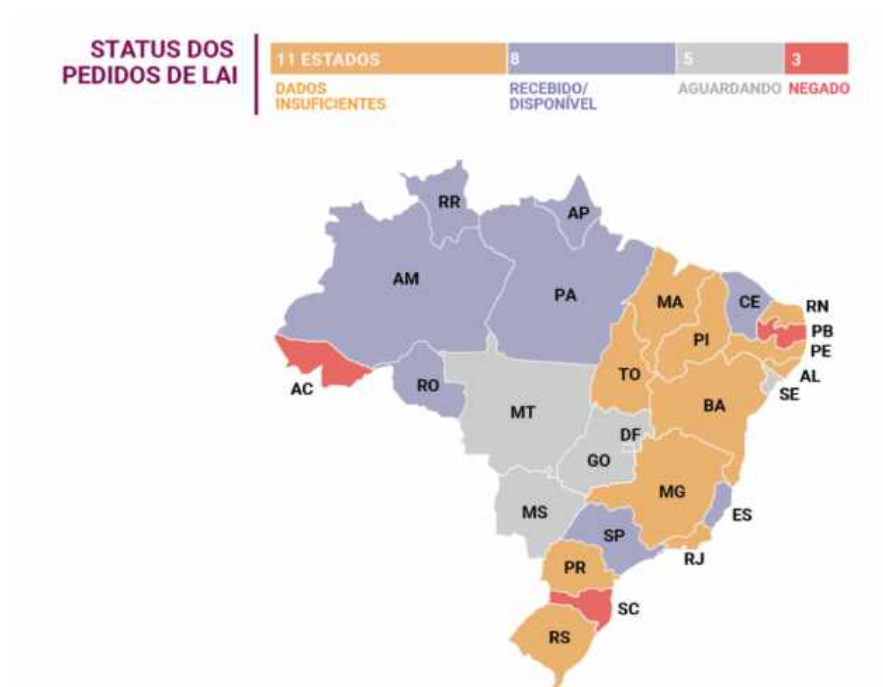 STATUS DOS
PEDIDOS DE LAI
11 ESTADOS
8
5
3
DADOS
INSUFICIENTES
RECEBIDO/
DISPONÍVEL
AGUARDANDO
NEGADO
RR
AP
AM
PA
MA
CE
RN
PB
PI
PE
TO
AL
AC
RO
SE
BA
MT
DF
GO
MG
MS
ES
SP
RJ
PR
SC
RS